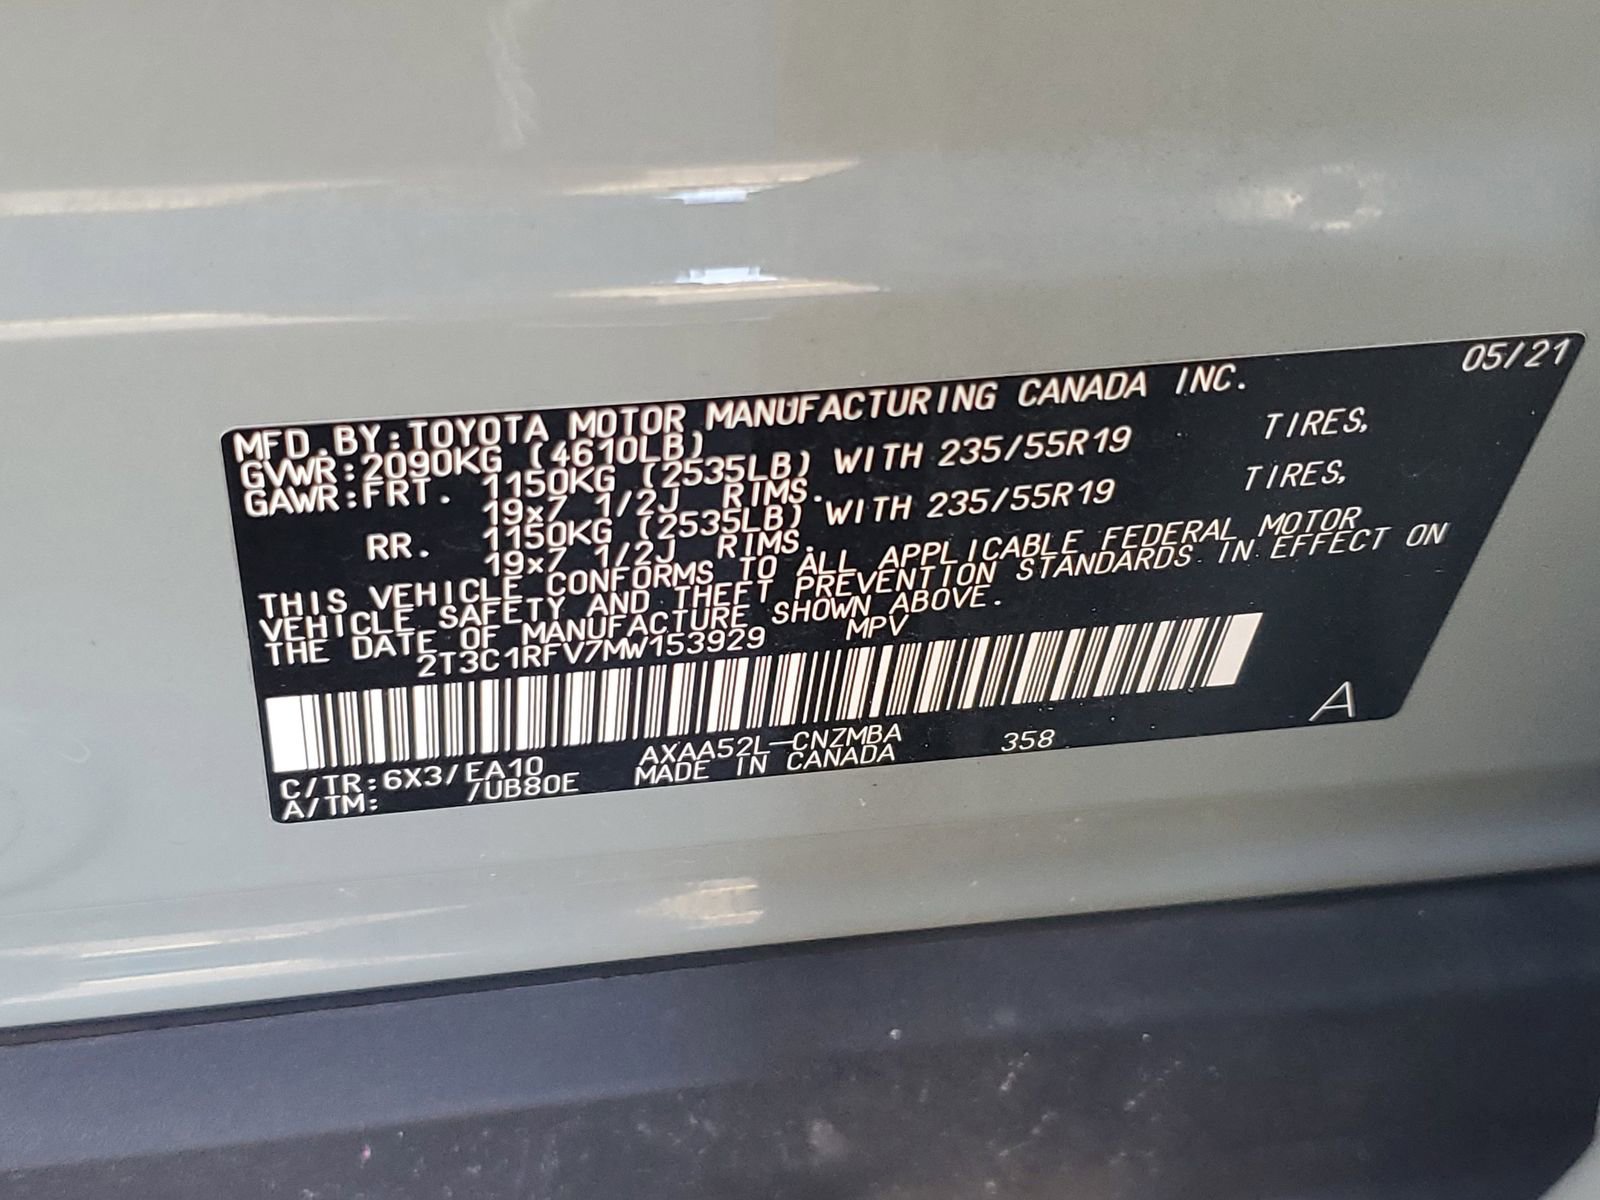 05/21
MFD.BY:TOYOTA MOTOR MANUFACTURING CANADA INC.
GVWR:2090KG (4610LB)
GAWR:FRT. 1150KG (2535LB) WITH 235/55R19 TIRES,
19x7 1/2J RIMS.
RR. 1150KG (2535LB) WITH 235/55R19 TIRES,
19x7 1/2J RIMS.
THIS VEHICLE CONFORMS TO ALL APPLICABLE FEDERAL MOTOR
VEHICLE SAFETY AND THEFT PREVENTION STANDARDS IN EFFECT ON
THE DATE OF MANUFACTURE SHOWN ABOVE.
2T3C1RFV7MW153929 MPV
C/TR:6X3/EA10 AXAA52L-CNZMBA 358 A
A/TM: /UB80E MADE IN CANADA